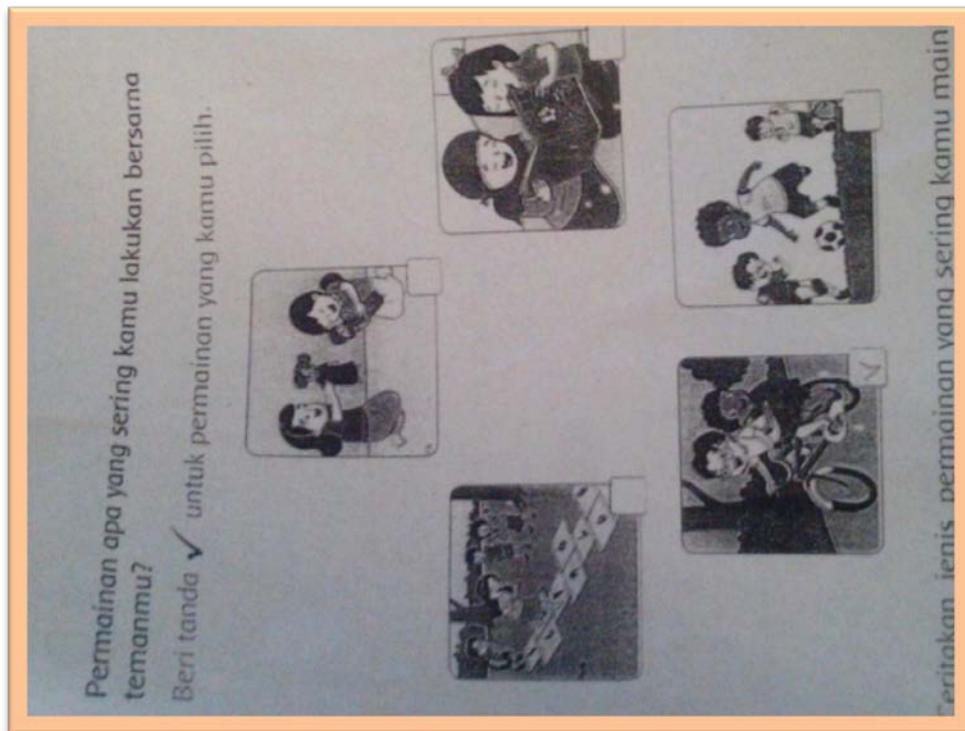 Permainan apa yang sering kamu lakukan bersama
temanmu?
Beri tanda ✓ untuk permainan yang kamu pilih.
Ceritakan jenis permainan yang sering kamu main